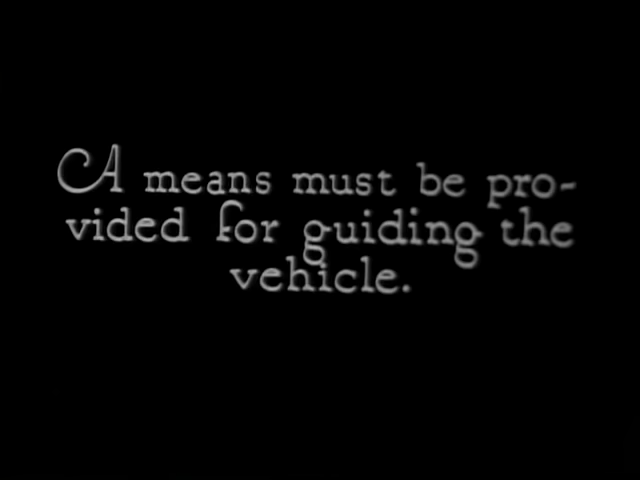 A means must be pro-
vided for guiding the
vehicle.